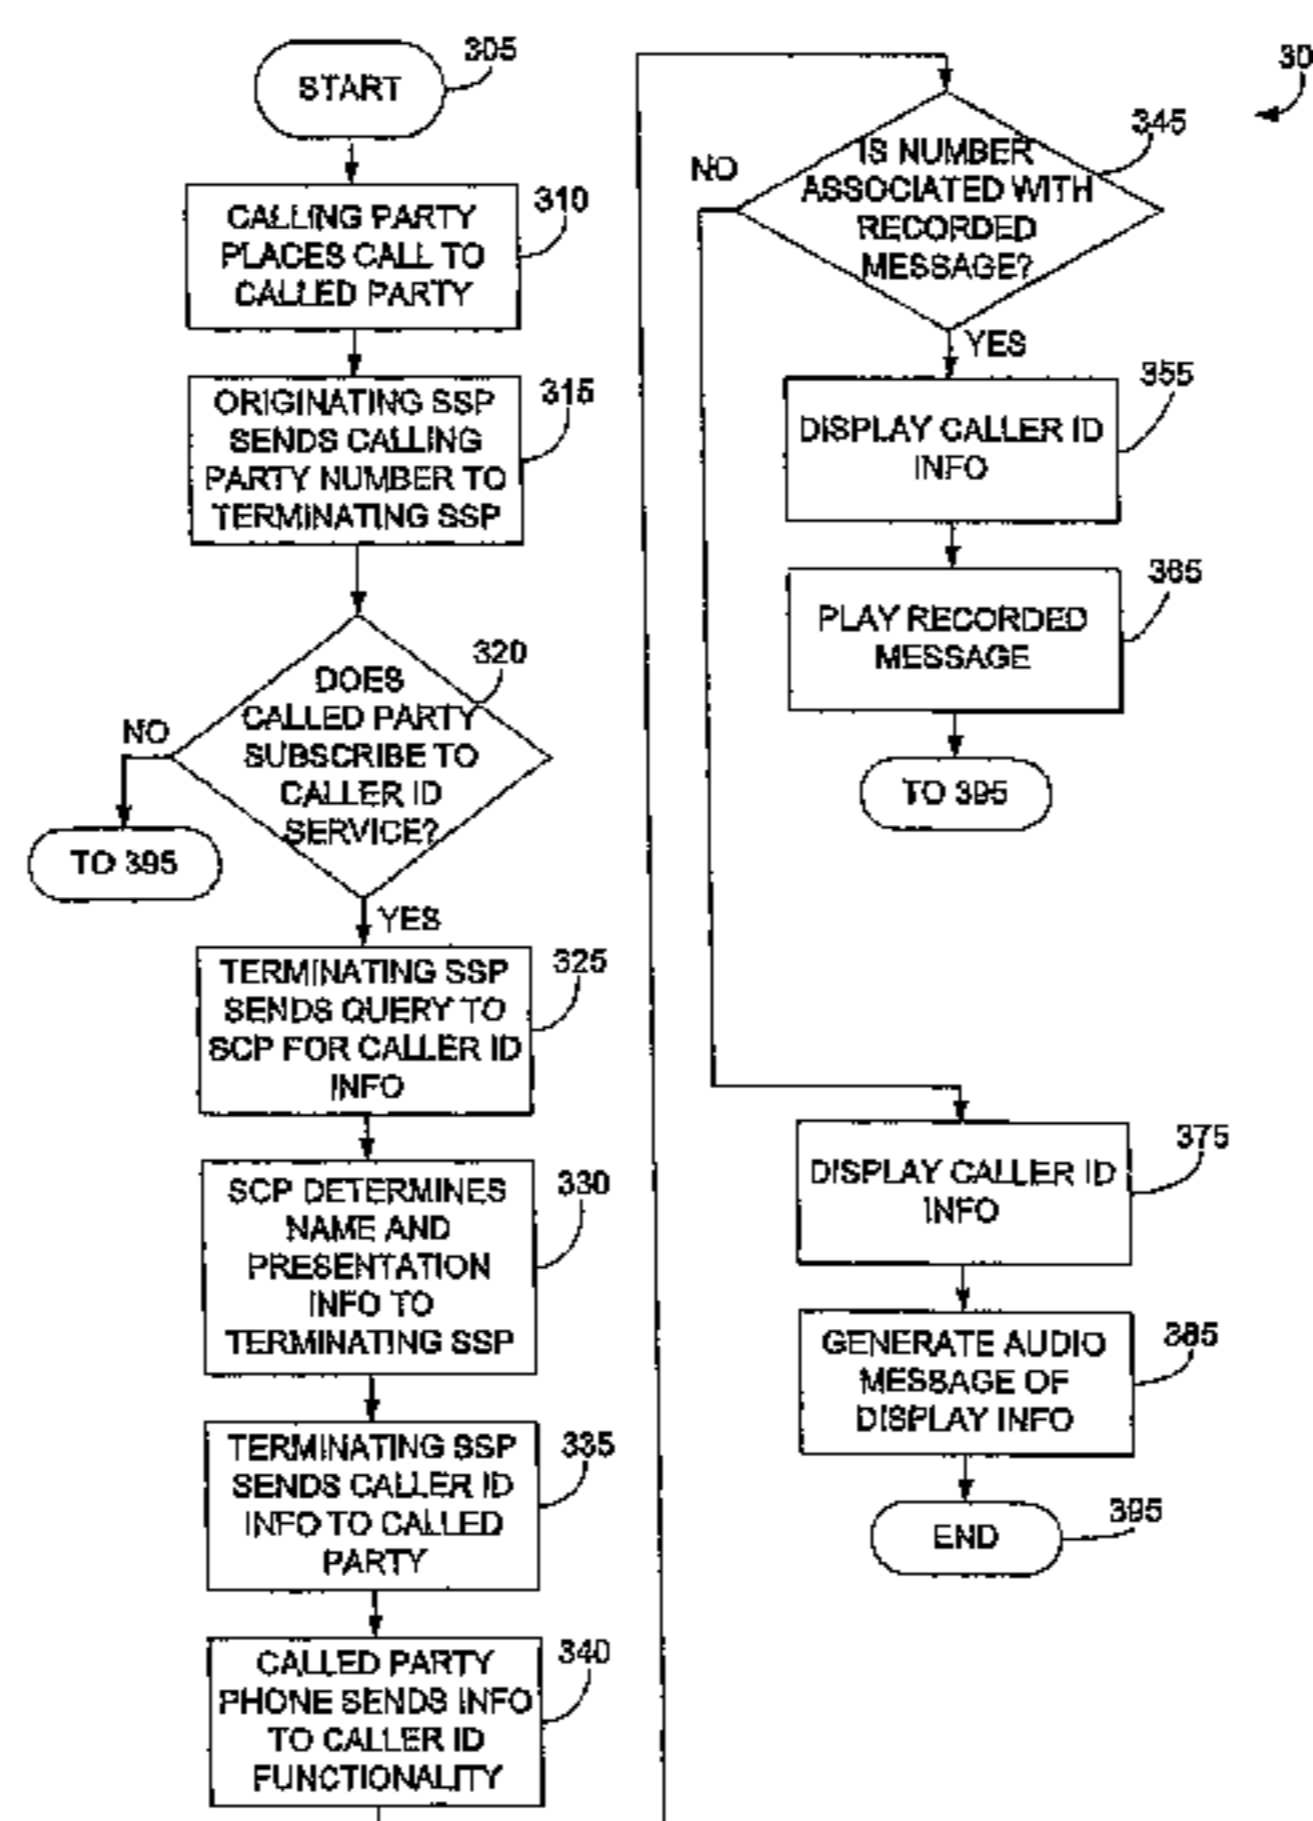 START
305
CALLING PARTY
PLACES CALL TO
CALLED PARTY
310
ORIGINATING SSP
SENDS CALLING
PARTY NUMBER TO
TERMINATING SSP
315
DOES
CALLED PARTY
SUBSCRIBE TO
CALLER ID
SERVICE?
320
NO
TO 395
YES
TERMINATING SSP
SENDS QUERY TO
SCP FOR CALLER ID
INFO
325
SCP DETERMINES
NAME AND
PRESENTATION
INFO TO
TERMINATING SSP
330
TERMINATING SSP
SENDS CALLER ID
INFO TO CALLED
PARTY
335
CALLED PARTY
PHONE SENDS INFO
TO CALLER ID
FUNCTIONALITY
340
30
IS NUMBER
ASSOCIATED WITH
RECORDED
MESSAGE?
345
NO
YES
DISPLAY CALLER ID
INFO
355
PLAY RECORDED
MESSAGE
365
TO 395
DISPLAY CALLER ID
INFO
375
GENERATE AUDIO
MESSAGE OF
DISPLAY INFO
385
END
395